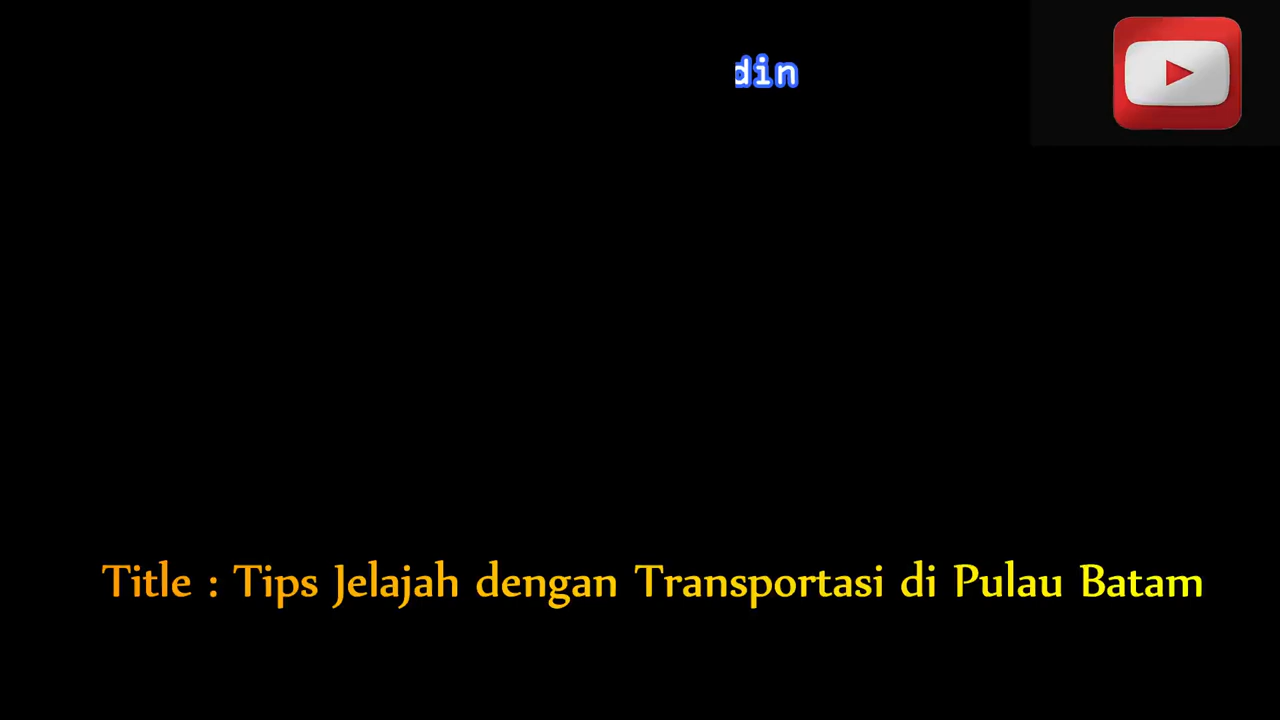 din
Title : Tips Jelajah dengan Transportasi di Pulau Batam